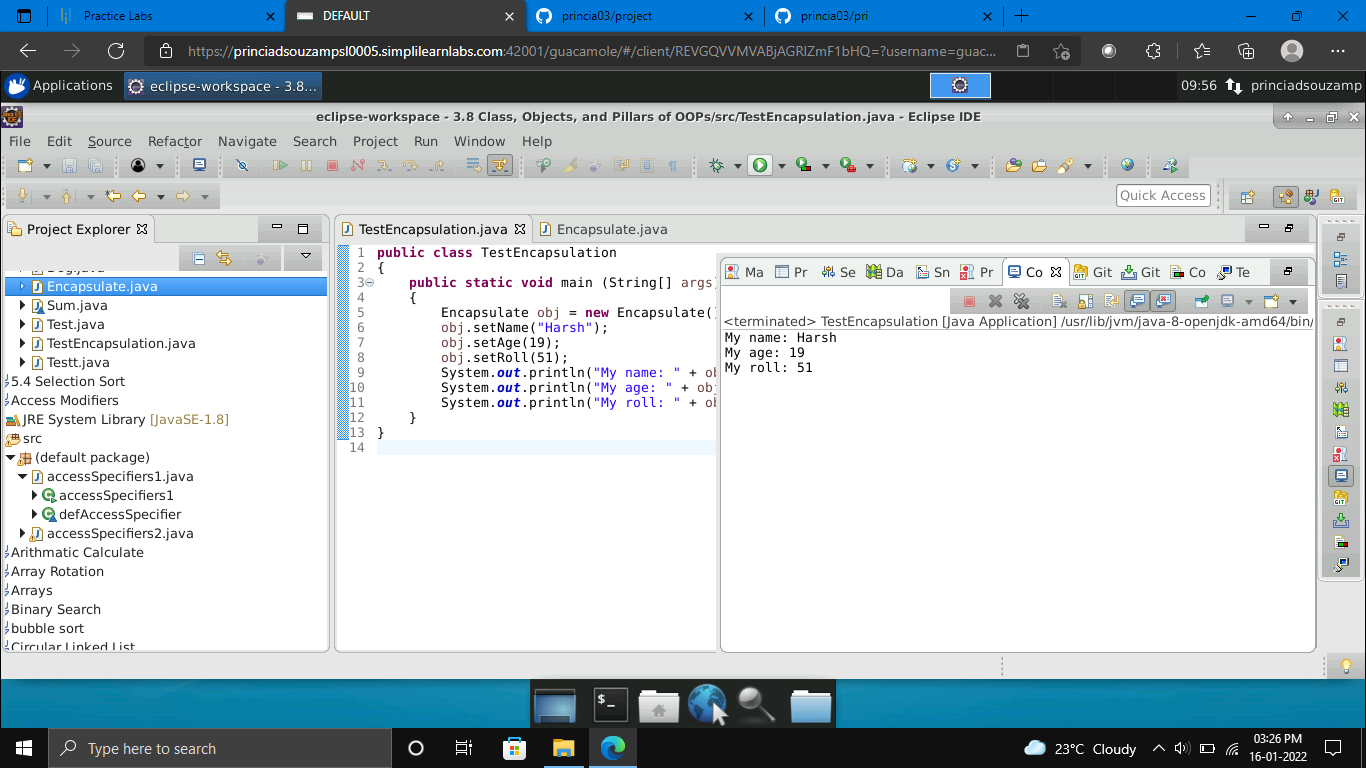 Practice Labs
DEFAULT
princia03/project
princia03/pri
https://princiadsouzampsl0005.simplilearnlabs.com:42001/guacamole/#/client/REVGQVVMVABjAGRlZmF1bHQ=?username=guac...
Applications
eclipse-workspace - 3.8...
09:56
princiadsouzamp
eclipse-workspace - 3.8 Class, Objects, and Pillars of OOPs/src/TestEncapsulation.java - Eclipse IDE
File Edit Source Refactor Navigate Search Project Run Window Help
Quick Access
Project Explorer
Encapsulate.java
Sum.java
Test.java
TestEncapsulation.java
Testt.java
5.4 Selection Sort
Access Modifiers
JRE System Library [JavaSE-1.8]
src
(default package)
accessSpecifiers1.java
accessSpecifiers1
defAccessSpecifier
accessSpecifiers2.java
Arithmatic Calculate
Array Rotation
Arrays
Binary Search
bubble sort
Circular Linked List
TestEncapsulation.java
Encapsulate.java
1 public class TestEncapsulation
2 {
3 public static void main (String[] args
4 {
5 Encapsulate obj = new Encapsulate(
6 obj.setName("Harsh");
7 obj.setAge(19);
8 obj.setRoll(51);
9 System.out.println("My name: " + ob
10 System.out.println("My age: " + obj
11 System.out.println("My roll: " + ob
12 }
13 }
14
Ma Pr Se Da Sn Pr Co Git Git Co Te
<terminated> TestEncapsulation [Java Application] /usr/lib/jvm/java-8-openjdk-amd64/bin/
My name: Harsh
My age: 19
My roll: 51
Type here to search
23°C Cloudy
03:26 PM
16-01-2022